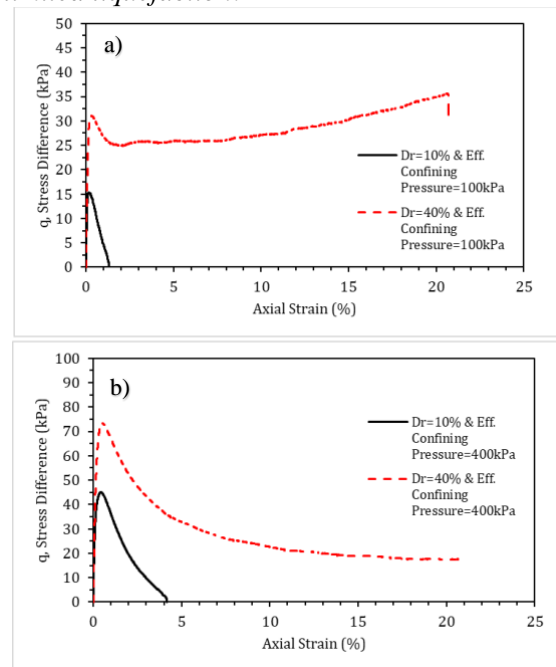 a)
50
45
40
35
30
25
20
15
10
5
0
q, Stress Difference (kPa)
Dr=10% & Eff.
Confining
Pressure=100kPa
Dr=40% & Eff.
Confining
Pressure=100kPa
0 5 10 15 20 25
Axial Strain (%)
b)
100
90
80
70
60
50
40
30
20
10
0
q, Stress Difference (kPa)
Dr=10% & Eff.
Confining
Pressure=400kPa
Dr=40% & Eff.
Confining
Pressure=400kPa
0 5 10 15 20 25
Axial Strain (%)